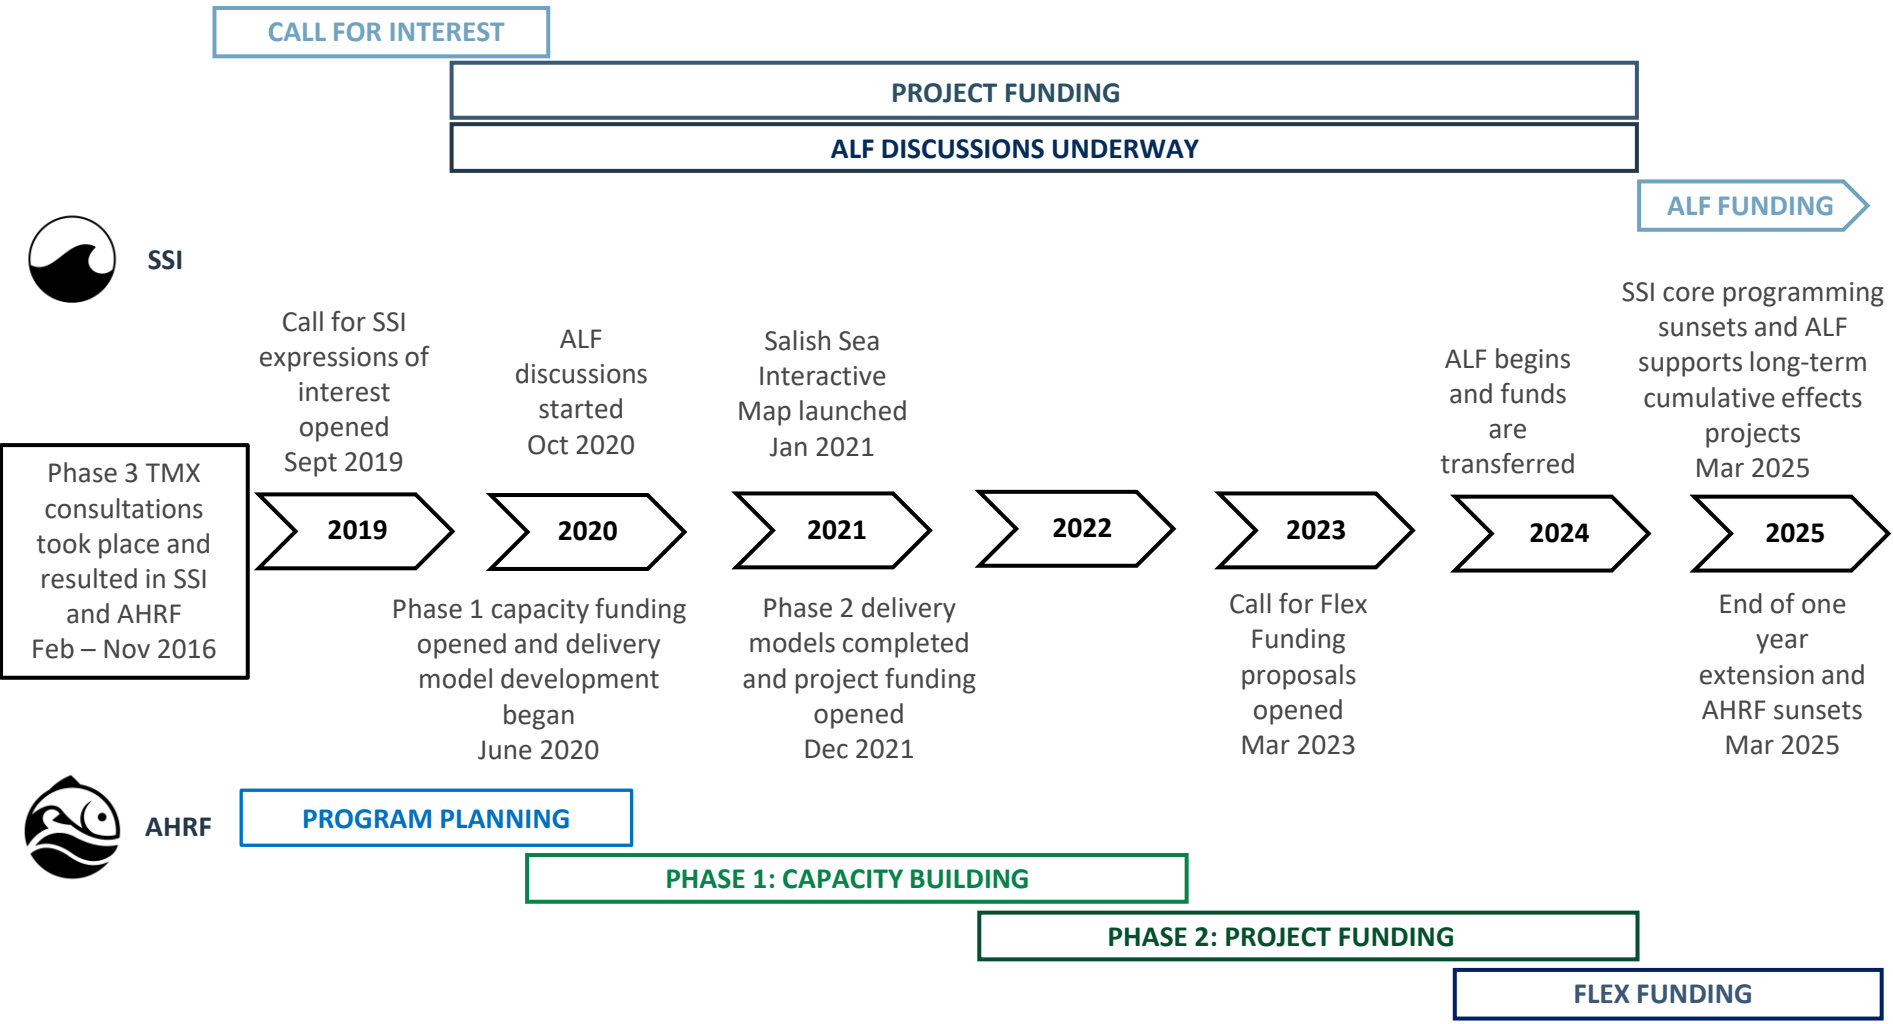 CALL FOR INTEREST
PROJECT FUNDING
ALF DISCUSSIONS UNDERWAY
ALF FUNDING
SSI
Call for SSI
expressions of
interest
opened
Sept 2019
ALF
discussions
started
Oct 2020
Salish Sea
Interactive
Map launched
Jan 2021
ALF begins
and funds
are
transferred
SSI core programming
sunsets and ALF
supports long-term
cumulative effects
projects
Mar 2025
Phase 3 TMX
consultations
took place and
resulted in SSI
and AHRF
Feb – Nov 2016
2019
2020
2021
2022
2023
2024
2025
Phase 1 capacity funding
opened and delivery
model development
began
June 2020
Phase 2 delivery
models completed
and project funding
opened
Dec 2021
Call for Flex
Funding
proposals
opened
Mar 2023
End of one
year
extension and
AHRF sunsets
Mar 2025
AHRF
PROGRAM PLANNING
PHASE 1: CAPACITY BUILDING
PHASE 2: PROJECT FUNDING
FLEX FUNDING